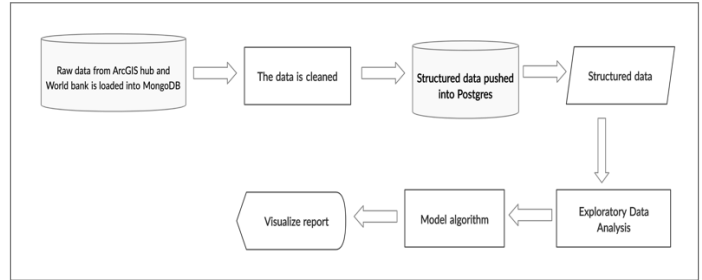 Raw data from ArcGIS hub and
World bank is loaded into MongoDB
The data is cleaned
Structured data pushed
into Postgres
Structured data
Exploratory Data
Analysis
Model algorithm
Visualize report